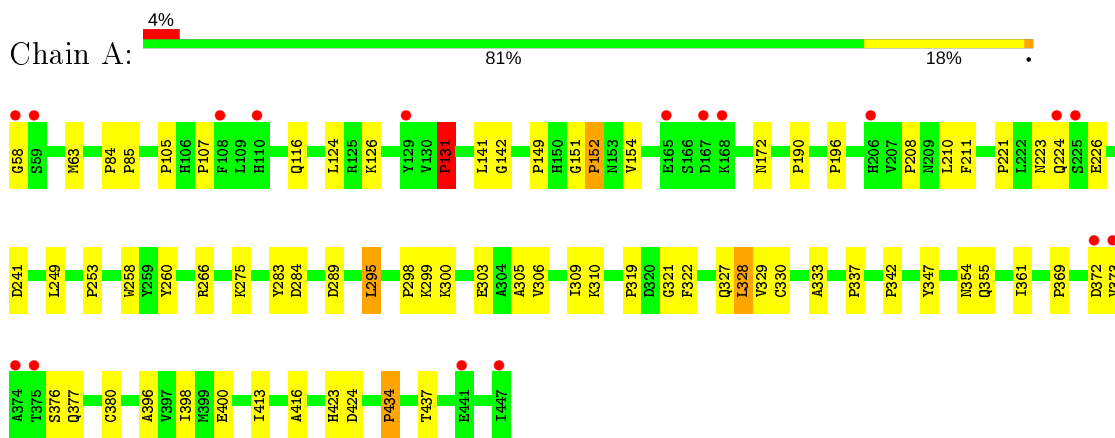 4%
Chain A:
81% 18% •
G58 S59 M63 P84 P85 P105 H106 P107 F108 L109 H110 Q116 L124 R125 K126 Y129 V130 P131 L141 G142 P149 H150 G151 P152 N153 V154 E165 S166 D167 K168 N172 P190 P196 H206 V207 P208 N209 L210 F211 P221 L222 N223 Q224 S225 E226
D241 L249 P253 W258 Y259 Y260 R266 K275 Y283 D284 D289 L295 P298 K299 K300 E303 A304 A305 V306 I309 K310 P319 D320 G321 F322 Q327 L328 V329 C330 A333 P337 P342 Y347 N354 Q355 I361 P369 D372 V373
A374 T375 S376 Q377 C380 A396 V397 I398 M399 E400 I413 A416 H423 D424 P434 T437 E441 I447